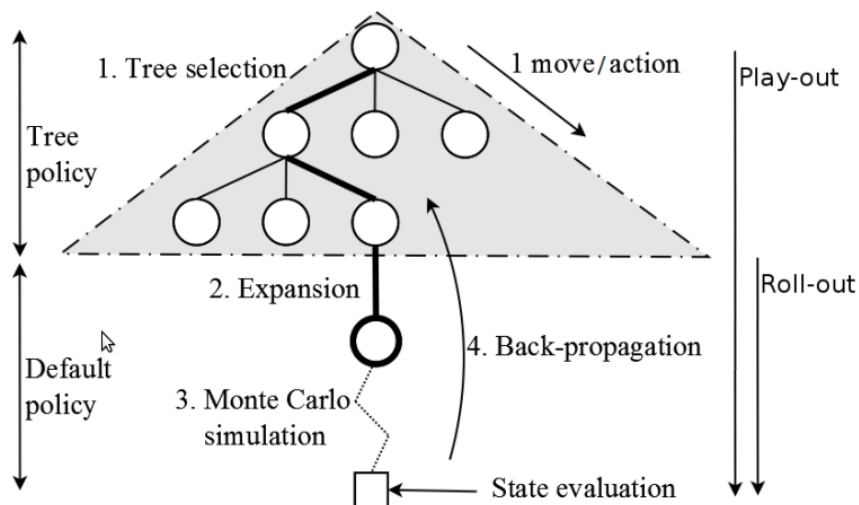 1. Tree selection
1 move/action
Play-out
Tree
policy
2. Expansion
Roll-out
Default
policy
3. Monte Carlo
simulation
4. Back-propagation
State evaluation